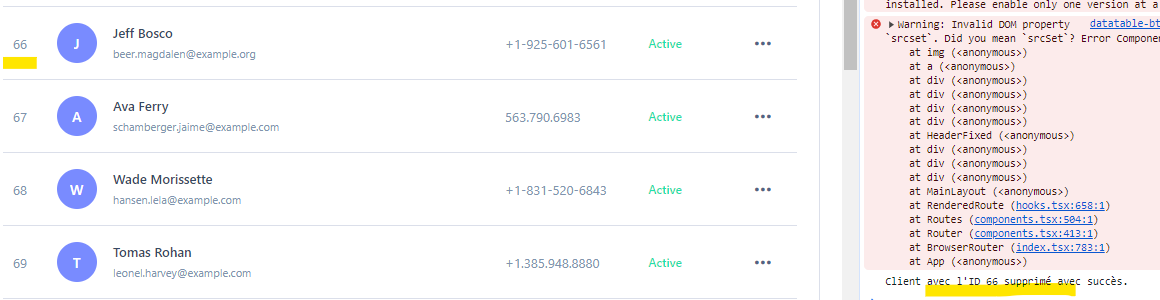 66
J
Jeff Bosco
beer.magdalen@example.org
+1-925-601-6561
Active
•••
67
A
Ava Ferry
schamberger.jaime@example.com
563.790.6983
Active
•••
68
W
Wade Morissette
hansen.lela@example.com
+1-831-520-6843
Active
•••
69
T
Tomas Rohan
leonel.harvey@example.com
+1.385.948.8880
Active
•••
installed. Please enable only one version at a
Warning: Invalid DOM property datatable-bt
`srcset`. Did you mean `srcSet`? Error Compone
at img (<anonymous>)
at a (<anonymous>)
at div (<anonymous>)
at div (<anonymous>)
at div (<anonymous>)
at div (<anonymous>)
at HeaderFixed (<anonymous>)
at div (<anonymous>)
at div (<anonymous>)
at div (<anonymous>)
at MainLayout (<anonymous>)
at RenderedRoute (hooks.tsx:658:1)
at Routes (components.tsx:504:1)
at Router (components.tsx:413:1)
at BrowserRouter (index.tsx:783:1)
at App (<anonymous>)
Client avec l'ID 66 supprimé avec succès.